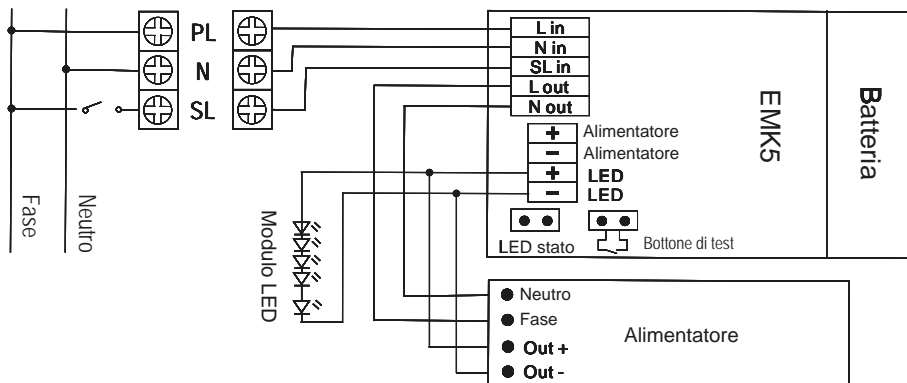 PL
N
SL
Fase
Neutro
L in
N in
SL in
L out
N out
+ Alimentatore
− Alimentatore
+ LED
− LED
LED stato
Bottone di test
EMK5
Batteria
Modulo LED
Neutro
Fase
Out +
Out -
Alimentatore